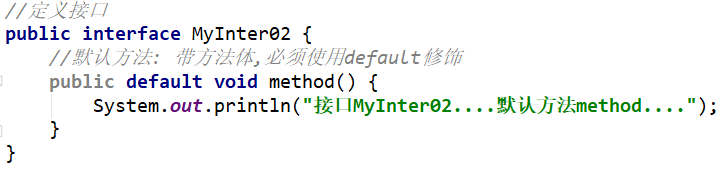 //定义接口
public interface MyInter02 {
    //默认方法: 带方法体,必须使用default修饰
    public default void method() {
        System.out.println("接口MyInter02....默认方法method....");
    }
}